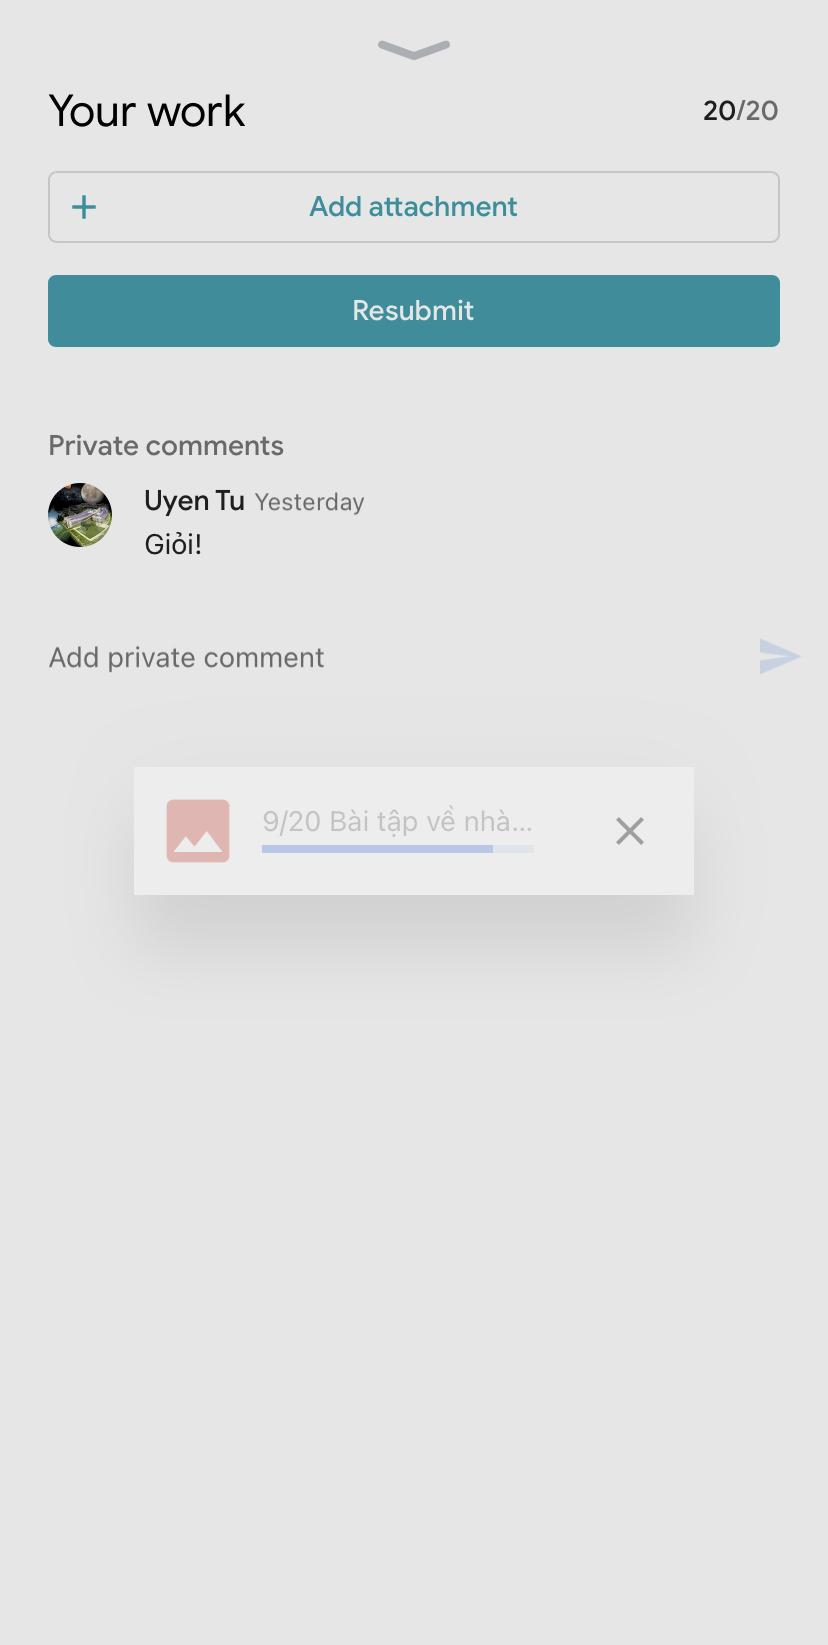 Your work
20/20
Add attachment
Resubmit
Private comments
Uyen Tu Yesterday
Giỏi!
Add private comment
9/20 Bài tập về nhà...